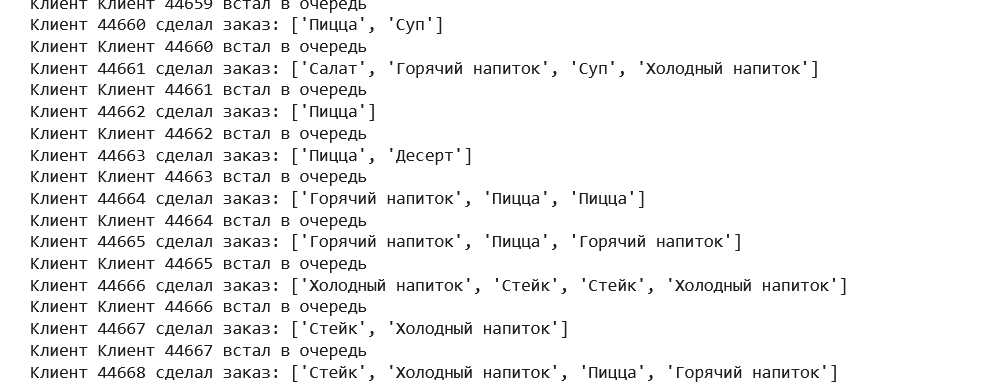 Клиент Клиент 44659 встал в очередь
Клиент 44660 сделал заказ: ['Пицца', 'Суп']
Клиент Клиент 44660 встал в очередь
Клиент 44661 сделал заказ: ['Салат', 'Горячий напиток', 'Суп', 'Холодный напиток']
Клиент Клиент 44661 встал в очередь
Клиент 44662 сделал заказ: ['Пицца']
Клиент Клиент 44662 встал в очередь
Клиент 44663 сделал заказ: ['Пицца', 'Десерт']
Клиент Клиент 44663 встал в очередь
Клиент 44664 сделал заказ: ['Горячий напиток', 'Пицца', 'Пицца']
Клиент Клиент 44664 встал в очередь
Клиент 44665 сделал заказ: ['Горячий напиток', 'Пицца', 'Горячий напиток']
Клиент Клиент 44665 встал в очередь
Клиент 44666 сделал заказ: ['Холодный напиток', 'Стейк', 'Стейк', 'Холодный напиток']
Клиент Клиент 44666 встал в очередь
Клиент 44667 сделал заказ: ['Стейк', 'Холодный напиток']
Клиент Клиент 44667 встал в очередь
Клиент 44668 сделал заказ: ['Стейк', 'Холодный напиток', 'Пицца', 'Горячий напиток']